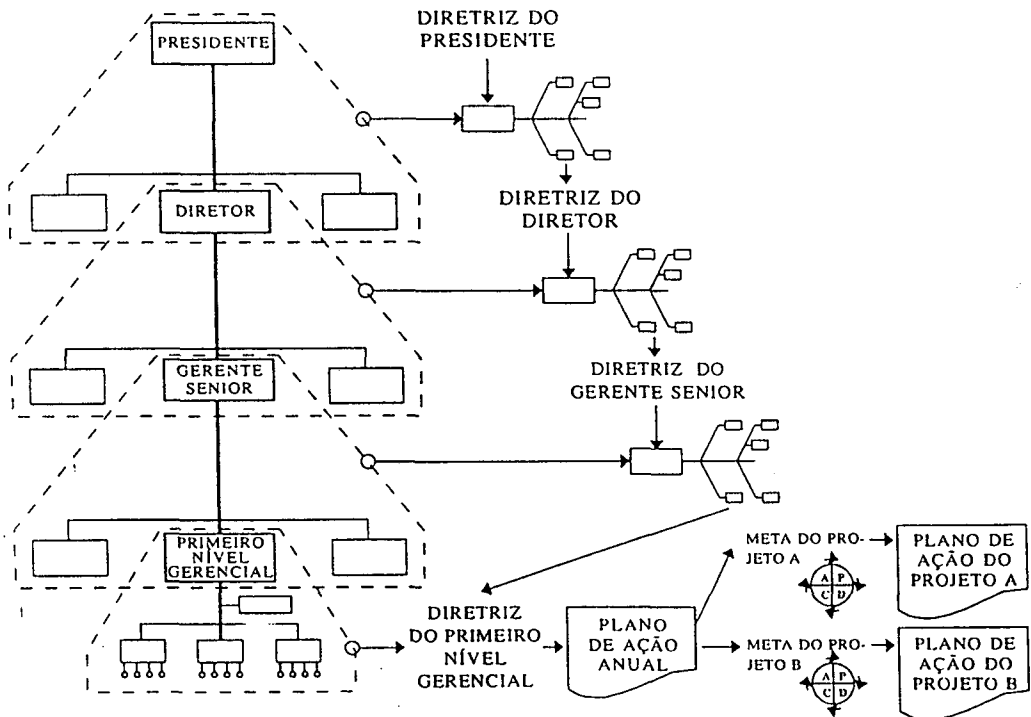 DIRETRIZ DO
PRESIDENTE
PRESIDENTE
DIRETRIZ DO
DIRETOR
DIRETOR
DIRETRIZ DO
GERENTE SENIOR
GERENTE
SENIOR
PRIMEIRO
NÍVEL
GERENCIAL
DIRETRIZ
DO PRIMEIRO
NÍVEL
GERENCIAL
PLANO
DE AÇÃO
ANUAL
META DO PRO-
JETO A
A P
C D
PLANO DE
AÇÃO DO
PROJETO A
META DO PRO-
JETO B
A P
C D
PLANO DE
AÇÃO DO
PROJETO B